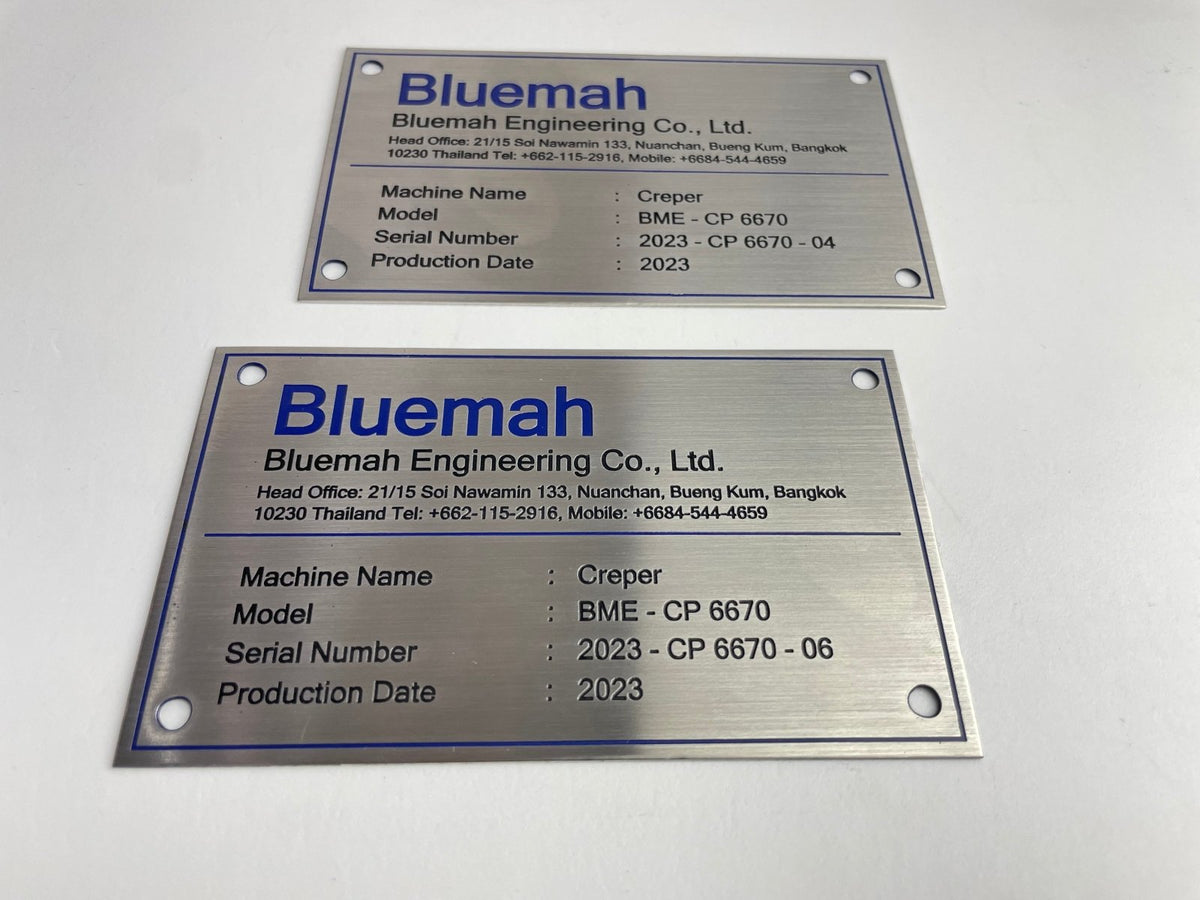 Bluemah
Bluemah Engineering Co., Ltd.
Head Office: 21/15 Soi Nawamin 133, Nuanchan, Bueng Kum, Bangkok
10230 Thailand Tel: +662-115-2916, Mobile: +6684-544-4659
Machine Name : Creper
Model : BME - CP 6670
Serial Number : 2023 - CP 6670 - 04
Production Date : 2023
Bluemah
Bluemah Engineering Co., Ltd.
Head Office: 21/15 Soi Nawamin 133, Nuanchan, Bueng Kum, Bangkok
10230 Thailand Tel: +662-115-2916, Mobile: +6684-544-4659
Machine Name : Creper
Model : BME - CP 6670
Serial Number : 2023 - CP 6670 - 06
Production Date : 2023